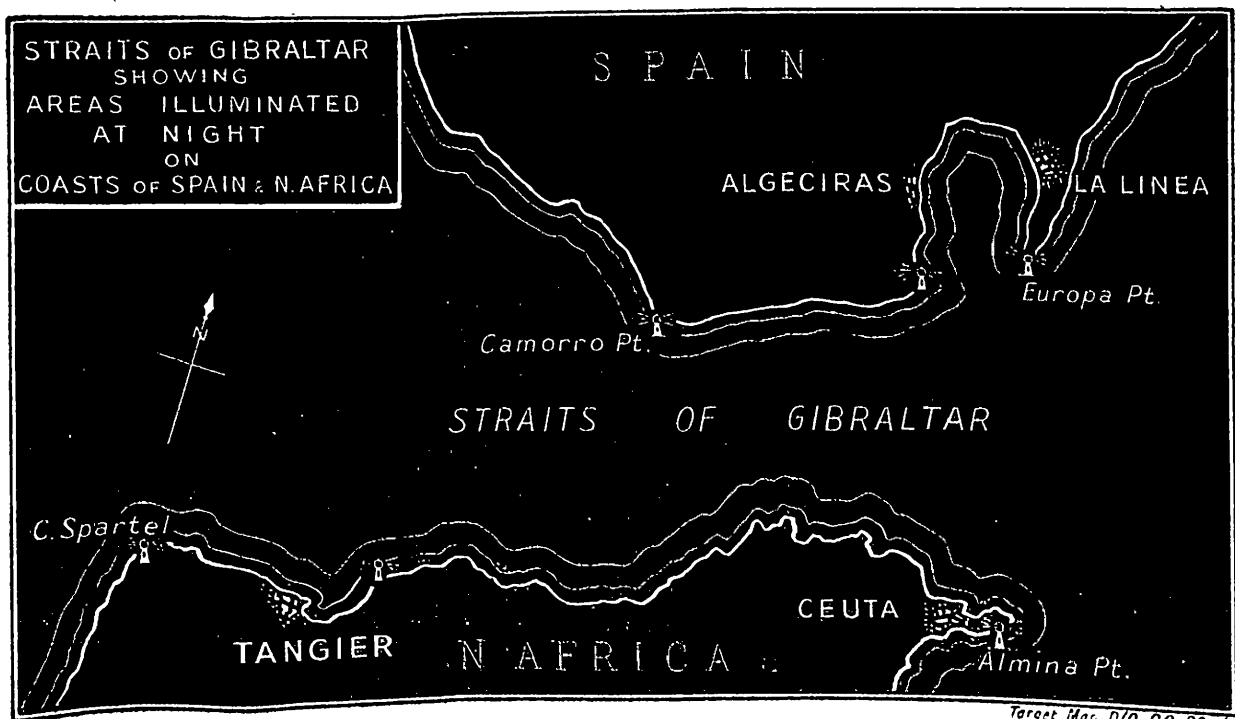 STRAITS OF GIBRALTAR
SHOWING
AREAS ILLUMINATED
AT NIGHT
ON
COASTS OF SPAIN & N. AFRICA
SPAIN
ALGECIRAS
LA LINEA
Europa Pt.
Camorro Pt.
N
STRAITS OF GIBRALTAR
C. Spartel
TANGIER
CEUTA
N AFRICA
Almina Pt.
Target Map